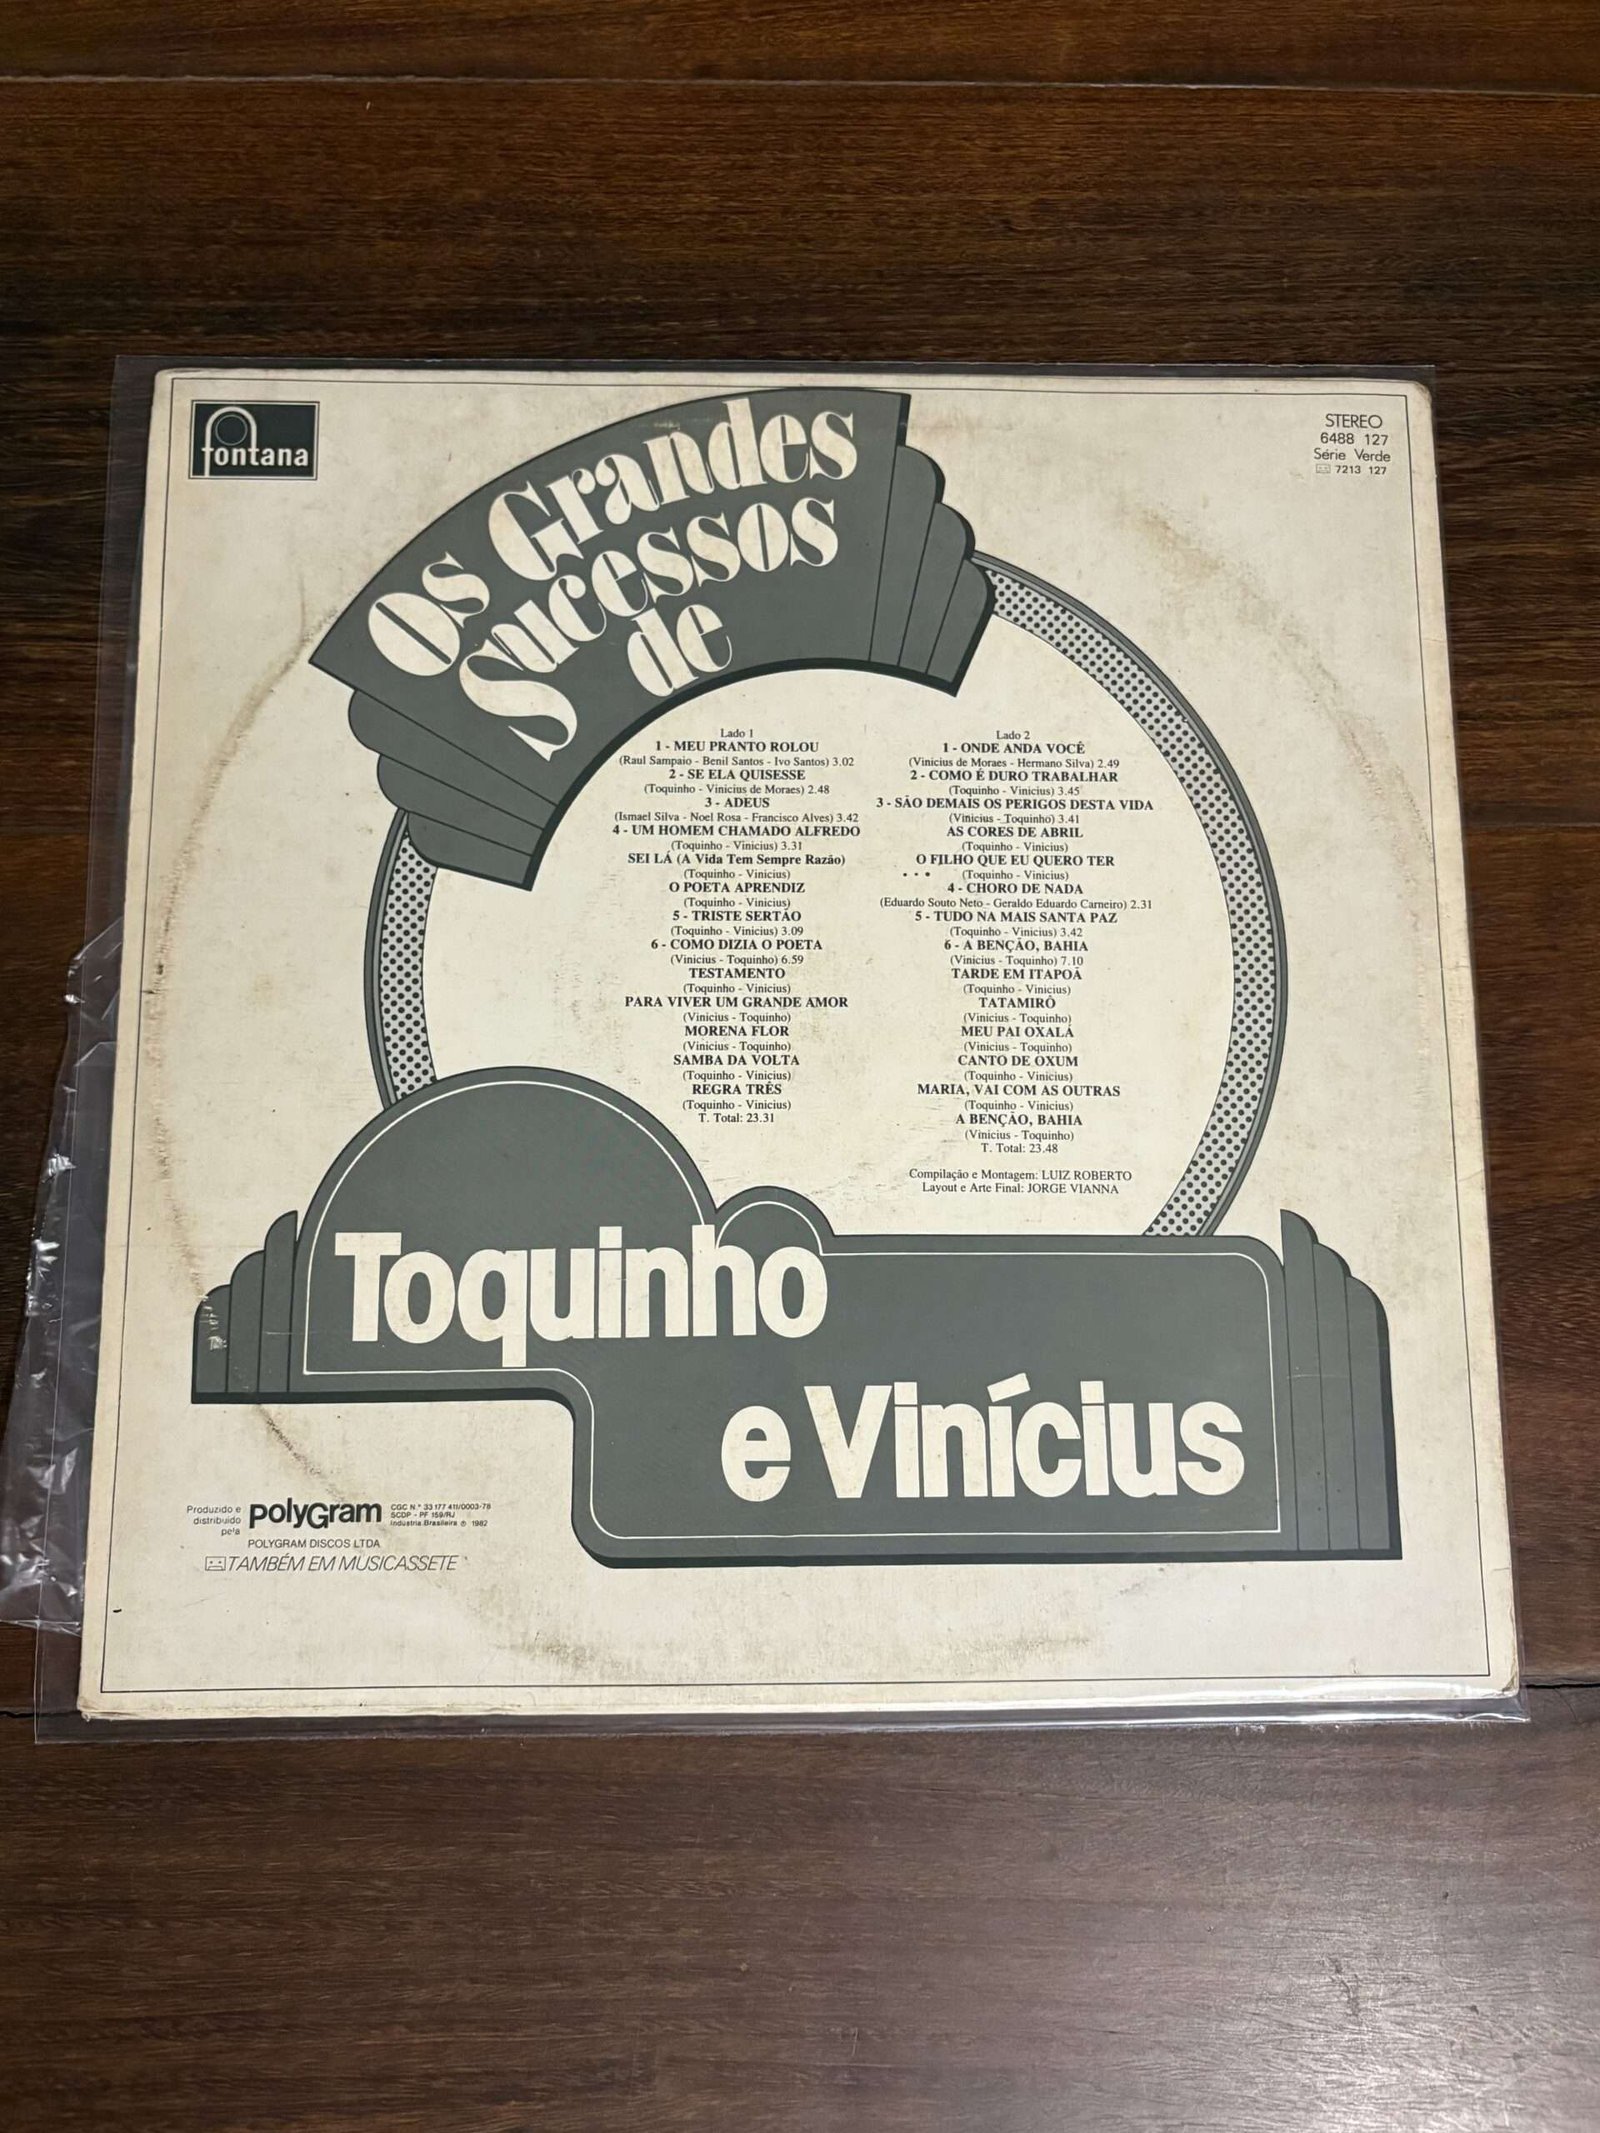 fontana
Os Grandes
Sucessos
de
STEREO
6488 127
Série Verde
7213 127
Lado 1
1 - MEU PRANTO ROLOU
(Raul Sampaio - Benil Santos - Ivo Santos) 3.02
2 - SE ELA QUISESSE
(Toquinho - Vinicius de Moraes) 2.48
3 - ADEUS
(Ismael Silva - Noel Rosa - Francisco Alves) 3.42
4 - UM HOMEM CHAMADO ALFREDO
(Toquinho - Vinicius) 3.31
SEI LÁ (A Vida Tem Sempre Razão)
(Toquinho - Vinicius)
O POETA APRENDIZ
(Toquinho - Vinicius)
5 - TRISTE SERTÃO
(Toquinho - Vinicius) 3.09
6 - COMO DIZIA O POETA
(Vinicius - Toquinho) 6.59
TESTAMENTO
(Toquinho - Vinicius)
PARA VIVER UM GRANDE AMOR
(Vinicius - Toquinho)
MORENA FLOR
(Vinicius - Toquinho)
SAMBA DA VOLTA
(Toquinho - Vinicius)
REGRA TRÊS
(Toquinho - Vinicius)
T. Total: 23.31
Lado 2
1 - ONDE ANDA VOCÊ
(Vinicius de Moraes - Hermano Silva) 2.49
2 - COMO É DURO TRABALHAR
(Toquinho - Vinicius) 3.45
3 - SÃO DEMAIS OS PERIGOS DESTA VIDA
(Vinicius - Toquinho) 3.41
AS CORES DE ABRIL
(Toquinho - Vinicius)
O FILHO QUE EU QUERO TER
(Toquinho - Vinicius)
4 - CHORO DE NADA
(Eduardo Souto Neto - Geraldo Eduardo Carneiro) 2.31
5 - TUDO NA MAIS SANTA PAZ
(Toquinho - Vinicius) 3.42
6 - A BENÇÃO, BAHIA
(Vinicius - Toquinho) 7.10
TARDE EM ITAPOÃ
(Toquinho - Vinicius)
TATAMIRÔ
(Vinicius - Toquinho)
MEU PAI OXALÁ
(Vinicius - Toquinho)
CANTO DE OXUM
(Toquinho - Vinicius)
MARIA, VAI COM AS OUTRAS
(Toquinho - Vinicius)
A BENÇÃO, BAHIA
(Vinicius - Toquinho)
T. Total: 23.48
Compilação e Montagem: LUIZ ROBERTO
Layout e Arte Final: JORGE VIANNA
Toquinho
e Vinícius
Produzido e
distribuído
pela
polyGram
CGC N.º 33 177 411/0003-78
SCDP - PF 159/RJ
Indústria Brasileira ℗ 1982
POLYGRAM DISCOS LTDA
TAMBÉM EM MUSICASSETE